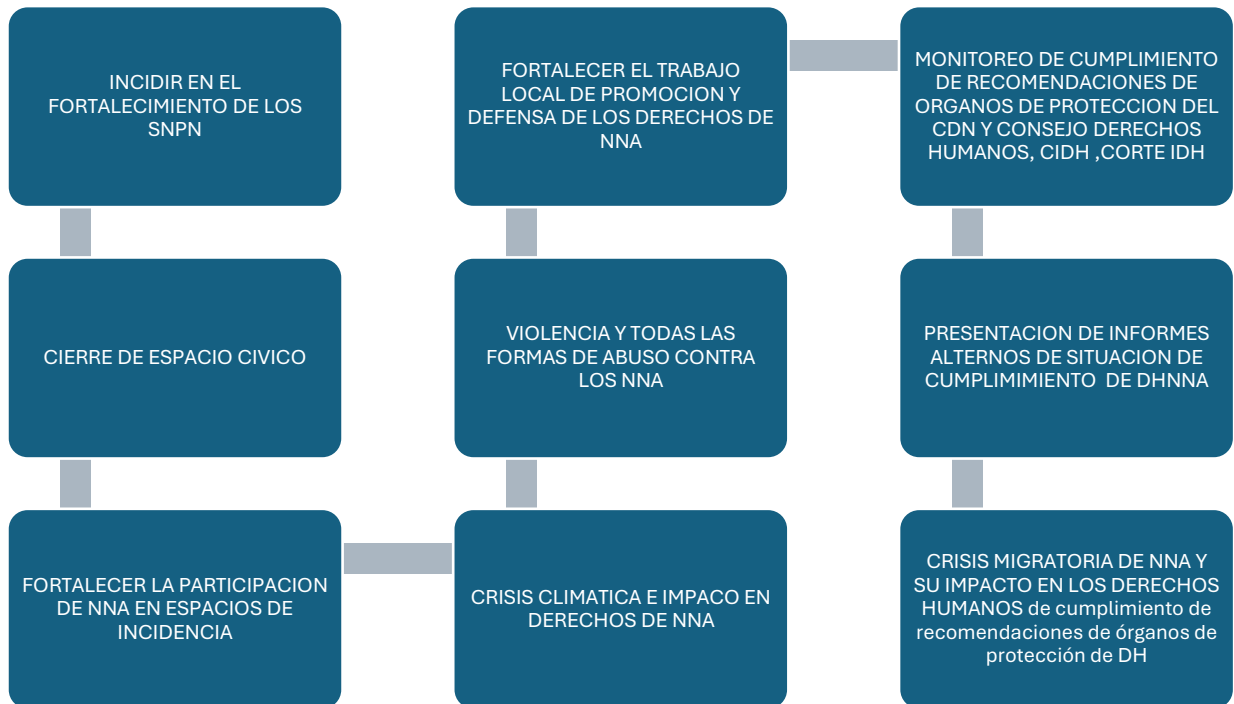 INCIDIR EN EL
FORTALECIMIENTO DE LOS
SNPN
CIERRE DE ESPACIO CIVICO
FORTALECER LA PARTICIPACION
DE NNA EN ESPACIOS DE
INCIDENCIA
CRISIS CLIMATICA E IMPACO EN
DERECHOS DE NNA
VIOLENCIA Y TODAS LAS
FORMAS DE ABUSO CONTRA
LOS NNA
FORTALECER EL TRABAJO
LOCAL DE PROMOCION Y
DEFENSA DE LOS DERECHOS DE
NNA
MONITOREO DE CUMPLIMIENTO
DE RECOMENDACIONES DE
ORGANOS DE PROTECCION DEL
CDN Y CONSEJO DERECHOS
HUMANOS, CIDH ,CORTE IDH
PRESENTACION DE INFORMES
ALTERNOS DE SITUACION DE
CUMPLIMIMIENTO DE DHNNA
CRISIS MIGRATORIA DE NNA Y
SU IMPACTO EN LOS DERECHOS
HUMANOS de cumplimiento de
recomendaciones de órganos de
protección de DH